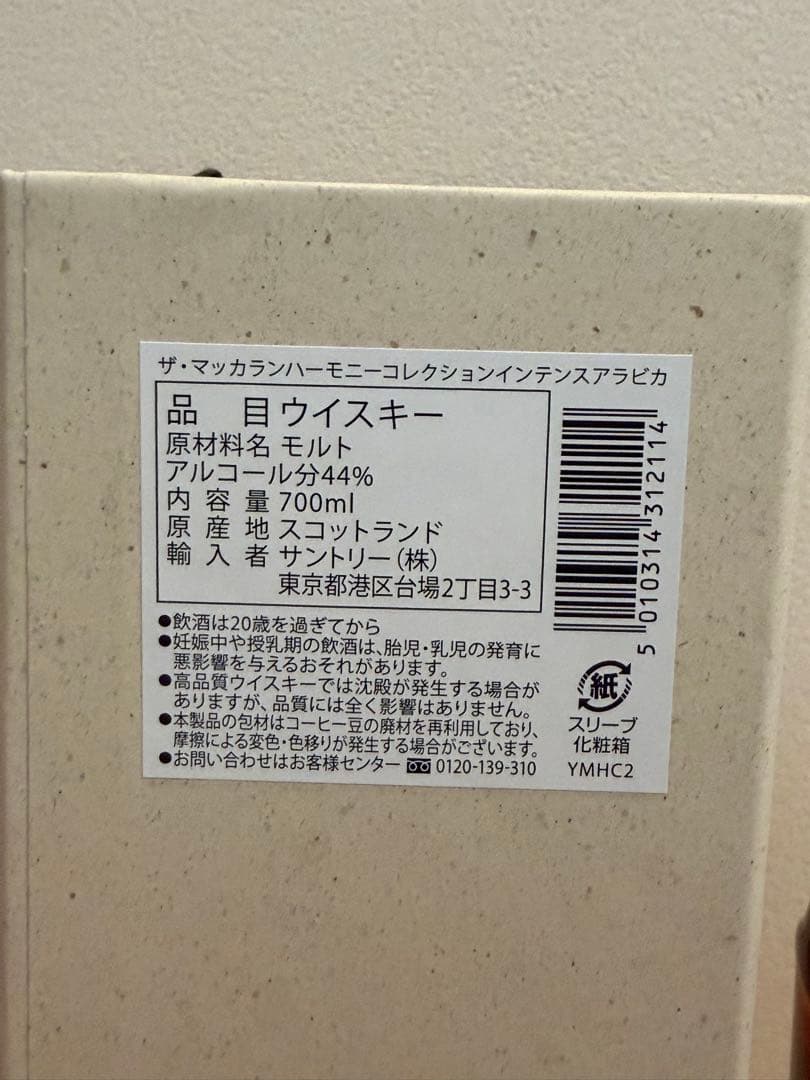 ザ・マッカランハーモニーコレクションインテンスアラビカ
品 目 ウイスキー
原材料名 モルト
アルコール分44%
内容量 700ml
原産地 スコットランド
輸入者 サントリー(株)
東京都港区台場2丁目3-3
●飲酒は20歳を過ぎてから
●妊娠中や授乳期の飲酒は、胎児・乳児の発育に
悪影響を与えるおそれがあります。
●高品質ウイスキーでは沈殿が発生する場合が
ありますが、品質には全く影響はありません。
●本製品の包材はコーヒー豆の廃材を再利用しており、
摩擦による変色・色移りが発生する場合がございます。
●お問い合わせはお客様センター 0120-139-310
5 010314 312114
紙
スリーブ
化粧箱
YMHC2